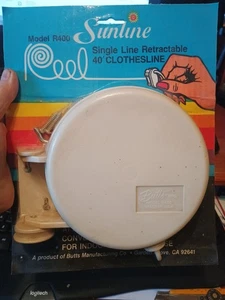 Sunline
Model R400
Reel
Single Line Retractable
40' CLOTHESLINE
FOR INDO
A product of Butts Manufacturing Co
CA 92641
logitech